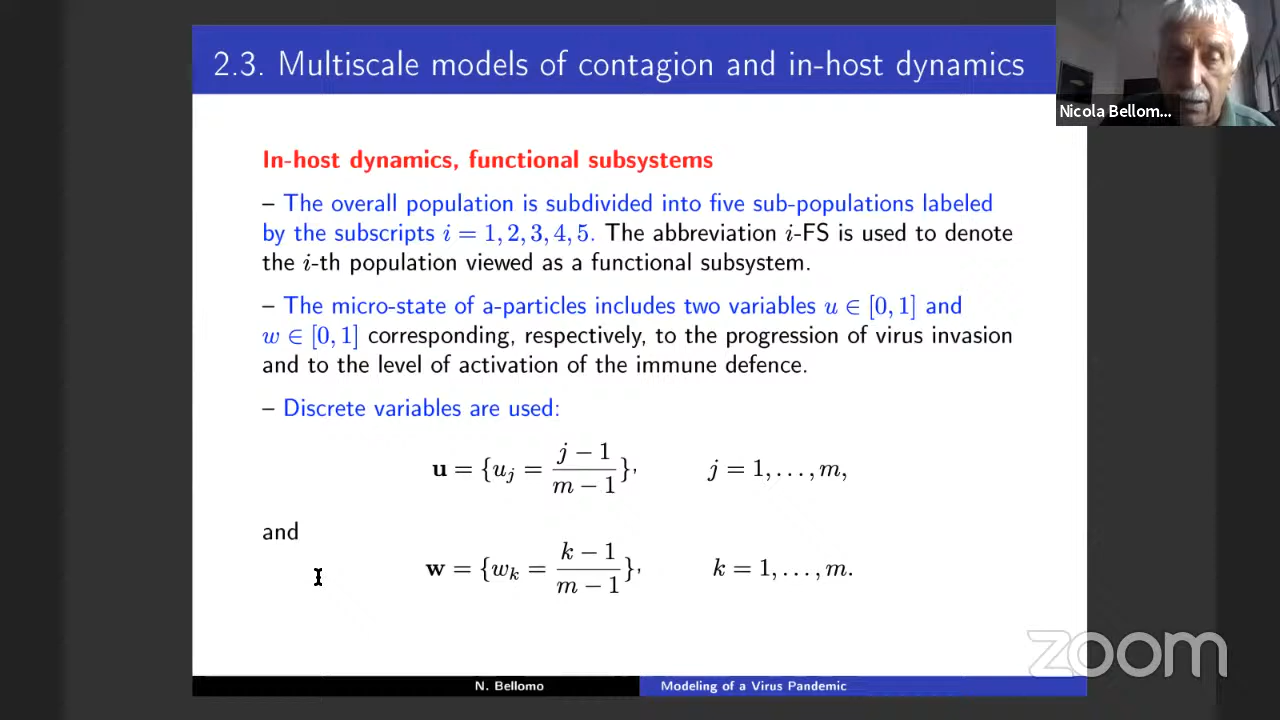 2.3. Multiscale models of contagion and in-host dynamics
Nicola Bellom...
In-host dynamics, functional subsystems
– The overall population is subdivided into five sub-populations labeled
by the subscripts i = 1, 2, 3, 4, 5. The abbreviation i-FS is used to denote
the i-th population viewed as a functional subsystem.
– The micro-state of a-particles includes two variables u ∈ [0, 1] and
w ∈ [0, 1] corresponding, respectively, to the progression of virus invasion
and to the level of activation of the immune defence.
– Discrete variables are used:
u = {u_j = \frac{j − 1}{m − 1}}, j = 1, . . . , m,
and
w = {w_k = \frac{k − 1}{m − 1}}, k = 1, . . . , m.
zoom
N. Bellomo Modeling of a Virus Pandemic